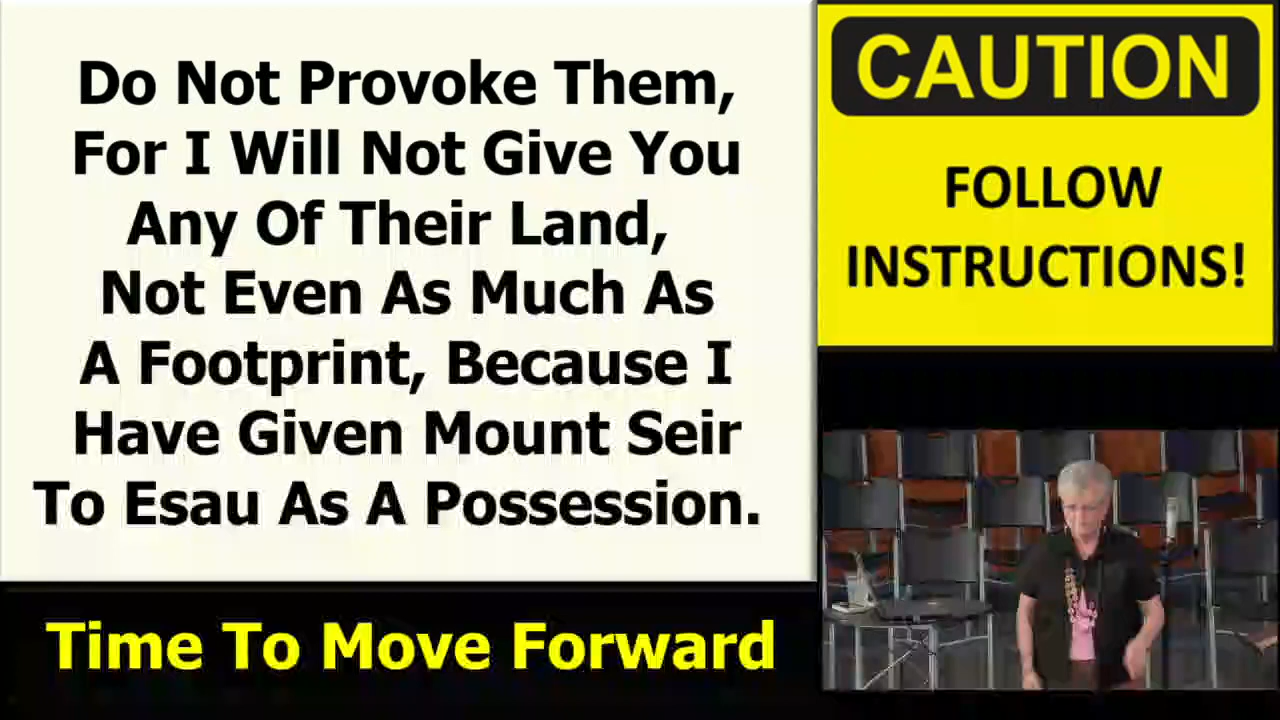 Do Not Provoke Them,
For I Will Not Give You
Any Of Their Land,
Not Even As Much As
A Footprint, Because I
Have Given Mount Seir
To Esau As A Possession.
Time To Move Forward
CAUTION
FOLLOW
INSTRUCTIONS!